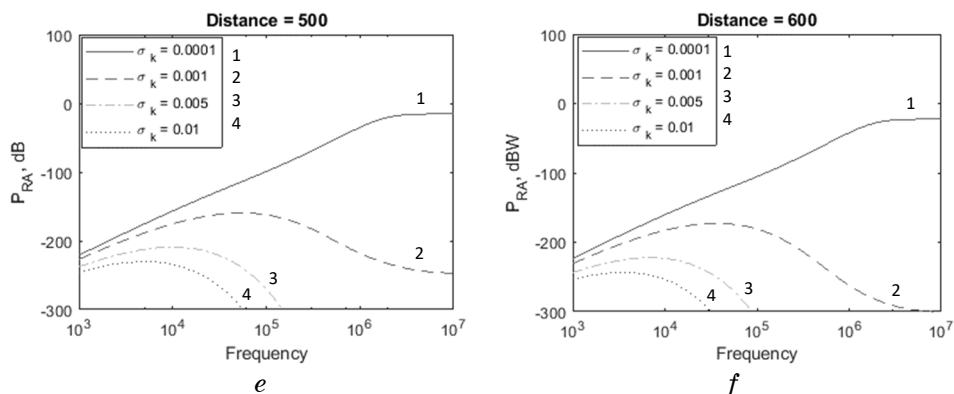 Distance = 500
100
0
-100
-200
-300
P RA, dB
σ k = 0.0001 1
σ k = 0.001 2
σ k = 0.005 3
σ k = 0.01 4
1
2
3
4
10^3 10^4 10^5 10^6 10^7
Frequency
e
Distance = 600
100
0
-100
-200
-300
P RA, dBW
σ k = 0.0001 1
σ k = 0.001 2
σ k = 0.005 3
σ k = 0.01 4
1
2
3
4
10^3 10^4 10^5 10^6 10^7
Frequency
f